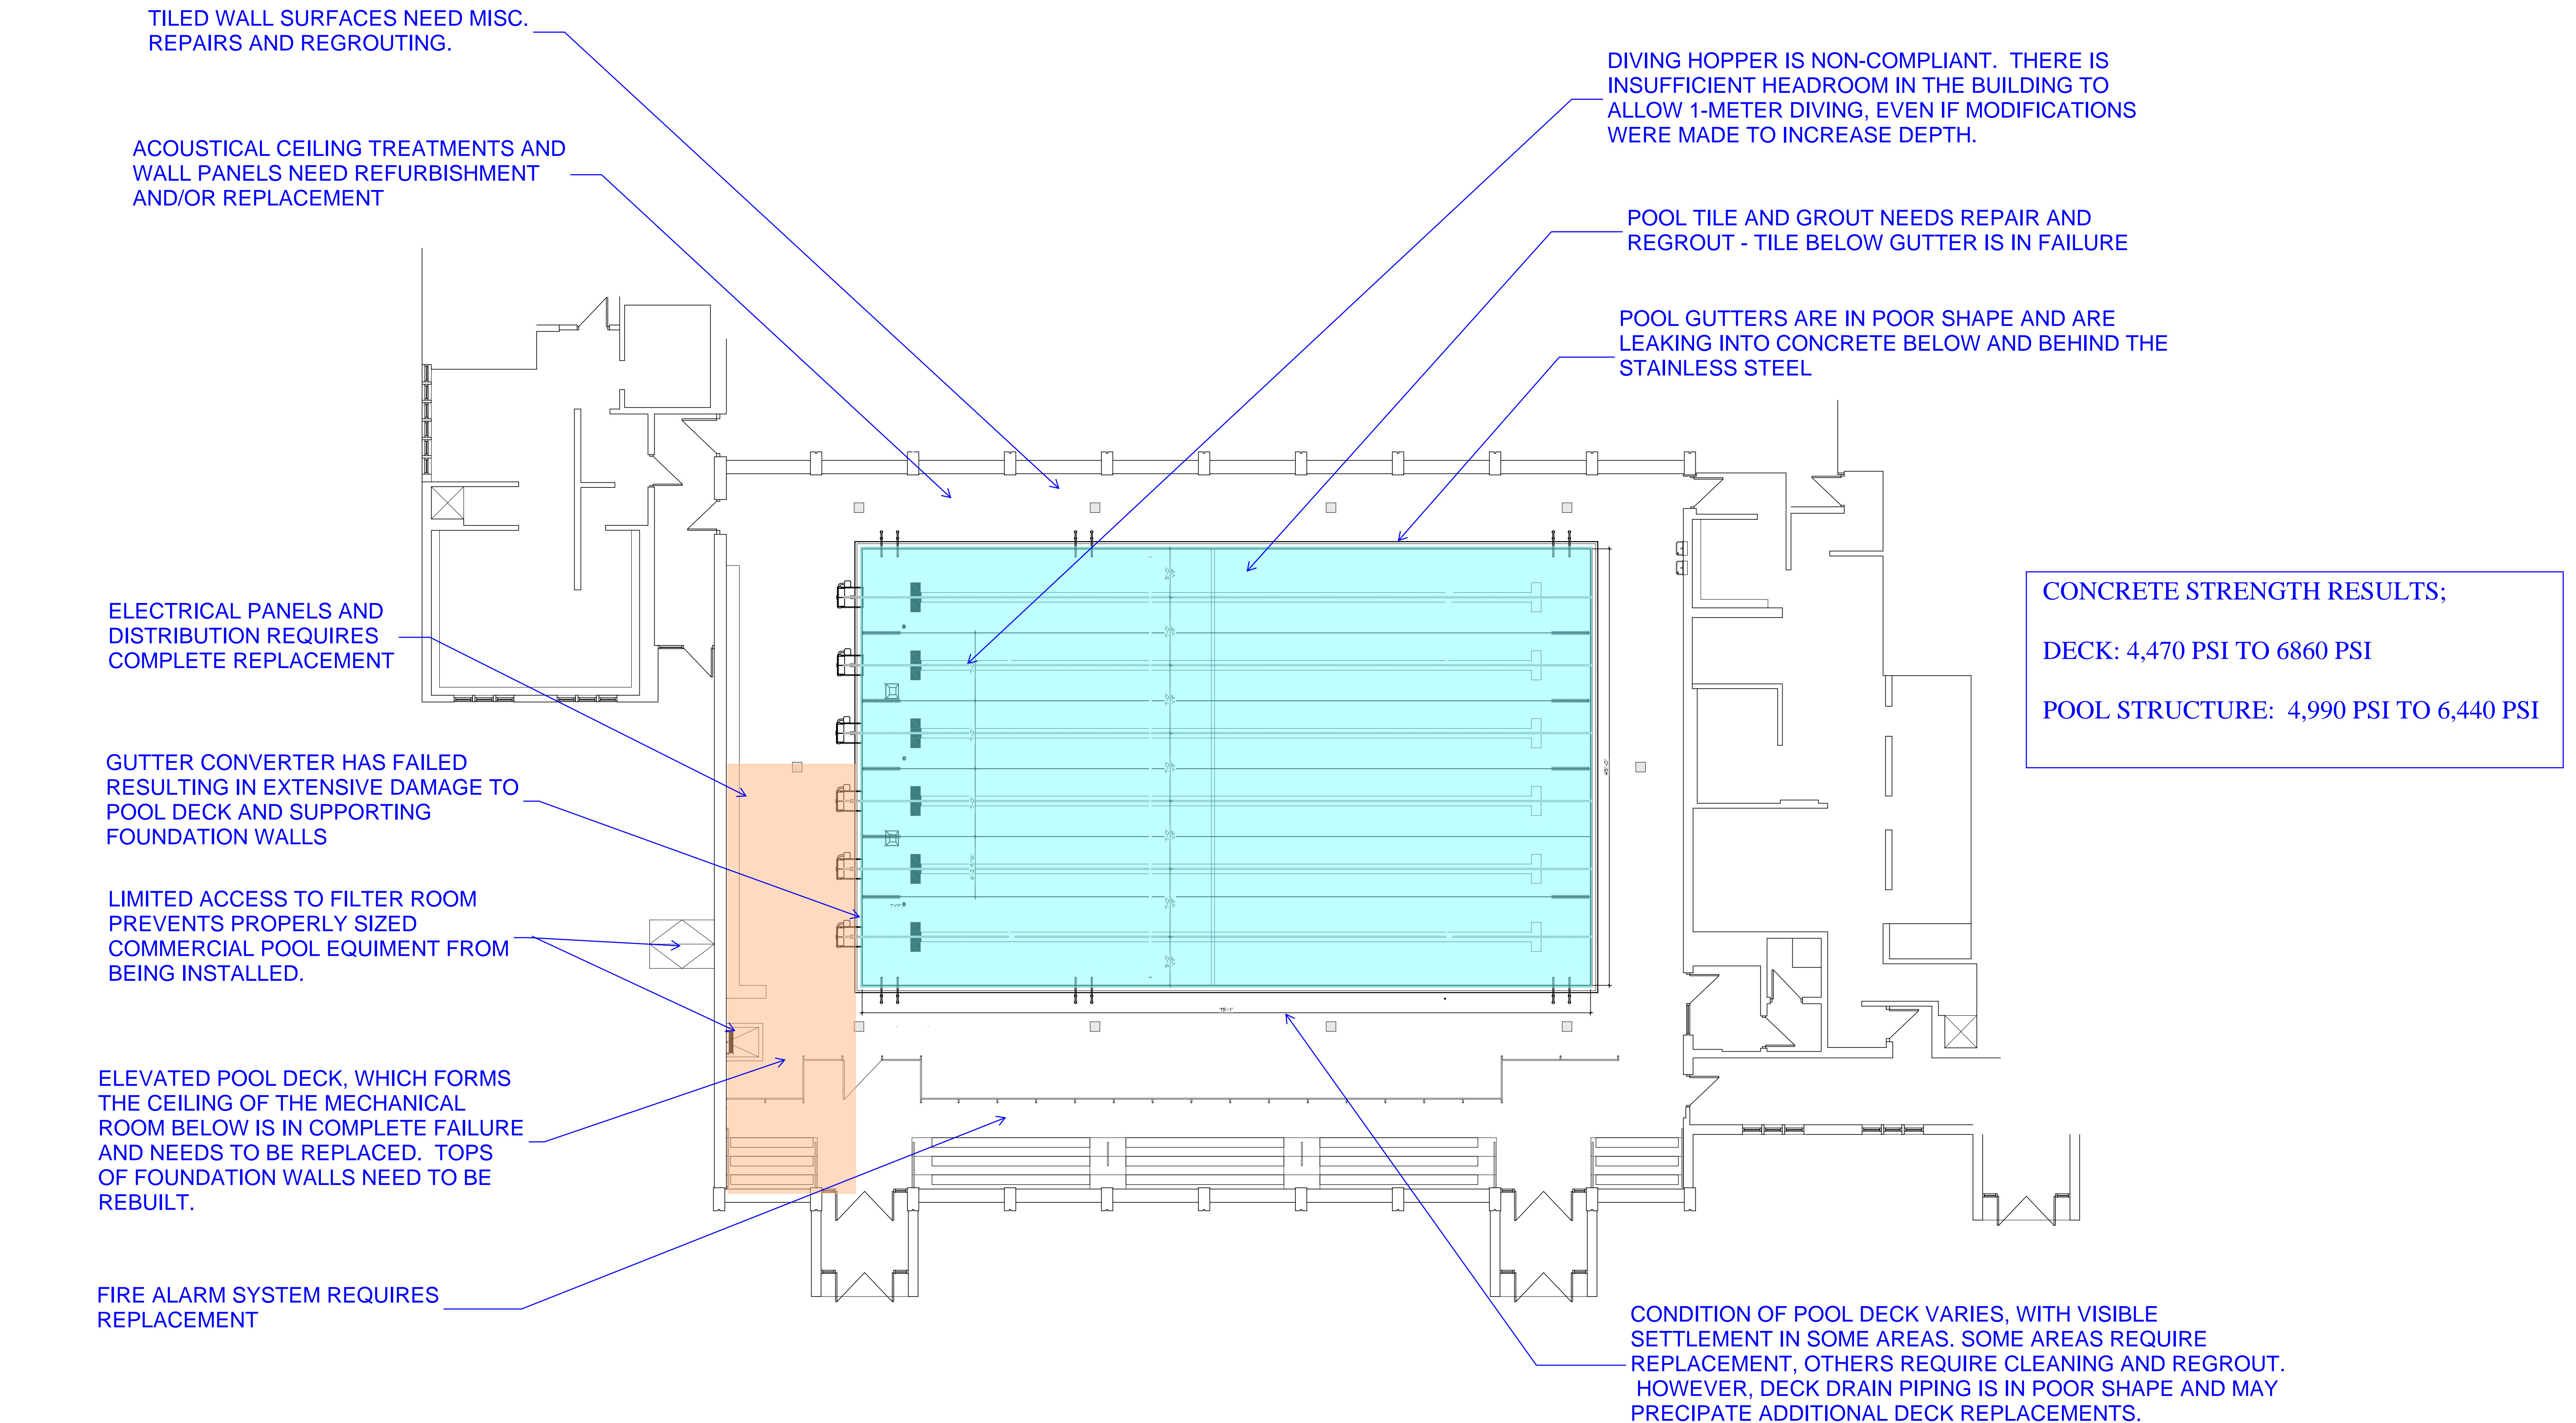 TILED WALL SURFACES NEED MISC.
REPAIRS AND REGROUTING.
ACOUSTICAL CEILING TREATMENTS AND
WALL PANELS NEED REFURBISHMENT
AND/OR REPLACEMENT
DIVING HOPPER IS NON-COMPLIANT.  THERE IS
INSUFFICIENT HEADROOM IN THE BUILDING TO
ALLOW 1-METER DIVING, EVEN IF MODIFICATIONS
WERE MADE TO INCREASE DEPTH.
POOL TILE AND GROUT NEEDS REPAIR AND
REGROUT - TILE BELOW GUTTER IS IN FAILURE
POOL GUTTERS ARE IN POOR SHAPE AND ARE
LEAKING INTO CONCRETE BELOW AND BEHIND THE
STAINLESS STEEL
ELECTRICAL PANELS AND
DISTRIBUTION REQUIRES
COMPLETE REPLACEMENT
GUTTER CONVERTER HAS FAILED
RESULTING IN EXTENSIVE DAMAGE TO
POOL DECK AND SUPPORTING
FOUNDATION WALLS
LIMITED ACCESS TO FILTER ROOM
PREVENTS PROPERLY SIZED
COMMERCIAL POOL EQUIMENT FROM
BEING INSTALLED.
ELEVATED POOL DECK, WHICH FORMS
THE CEILING OF THE MECHANICAL
ROOM BELOW IS IN COMPLETE FAILURE
AND NEEDS TO BE REPLACED.  TOPS
OF FOUNDATION WALLS NEED TO BE
REBUILT.
FIRE ALARM SYSTEM REQUIRES
REPLACEMENT
CONCRETE STRENGTH RESULTS;
DECK: 4,470 PSI TO 6860 PSI
POOL STRUCTURE:  4,990 PSI TO 6,440 PSI
45'-0"
75'-1"
CONDITION OF POOL DECK VARIES, WITH VISIBLE
SETTLEMENT IN SOME AREAS. SOME AREAS REQUIRE
REPLACEMENT, OTHERS REQUIRE CLEANING AND REGROUT.
HOWEVER, DECK DRAIN PIPING IS IN POOR SHAPE AND MAY
PRECIPATE ADDITIONAL DECK REPLACEMENTS.